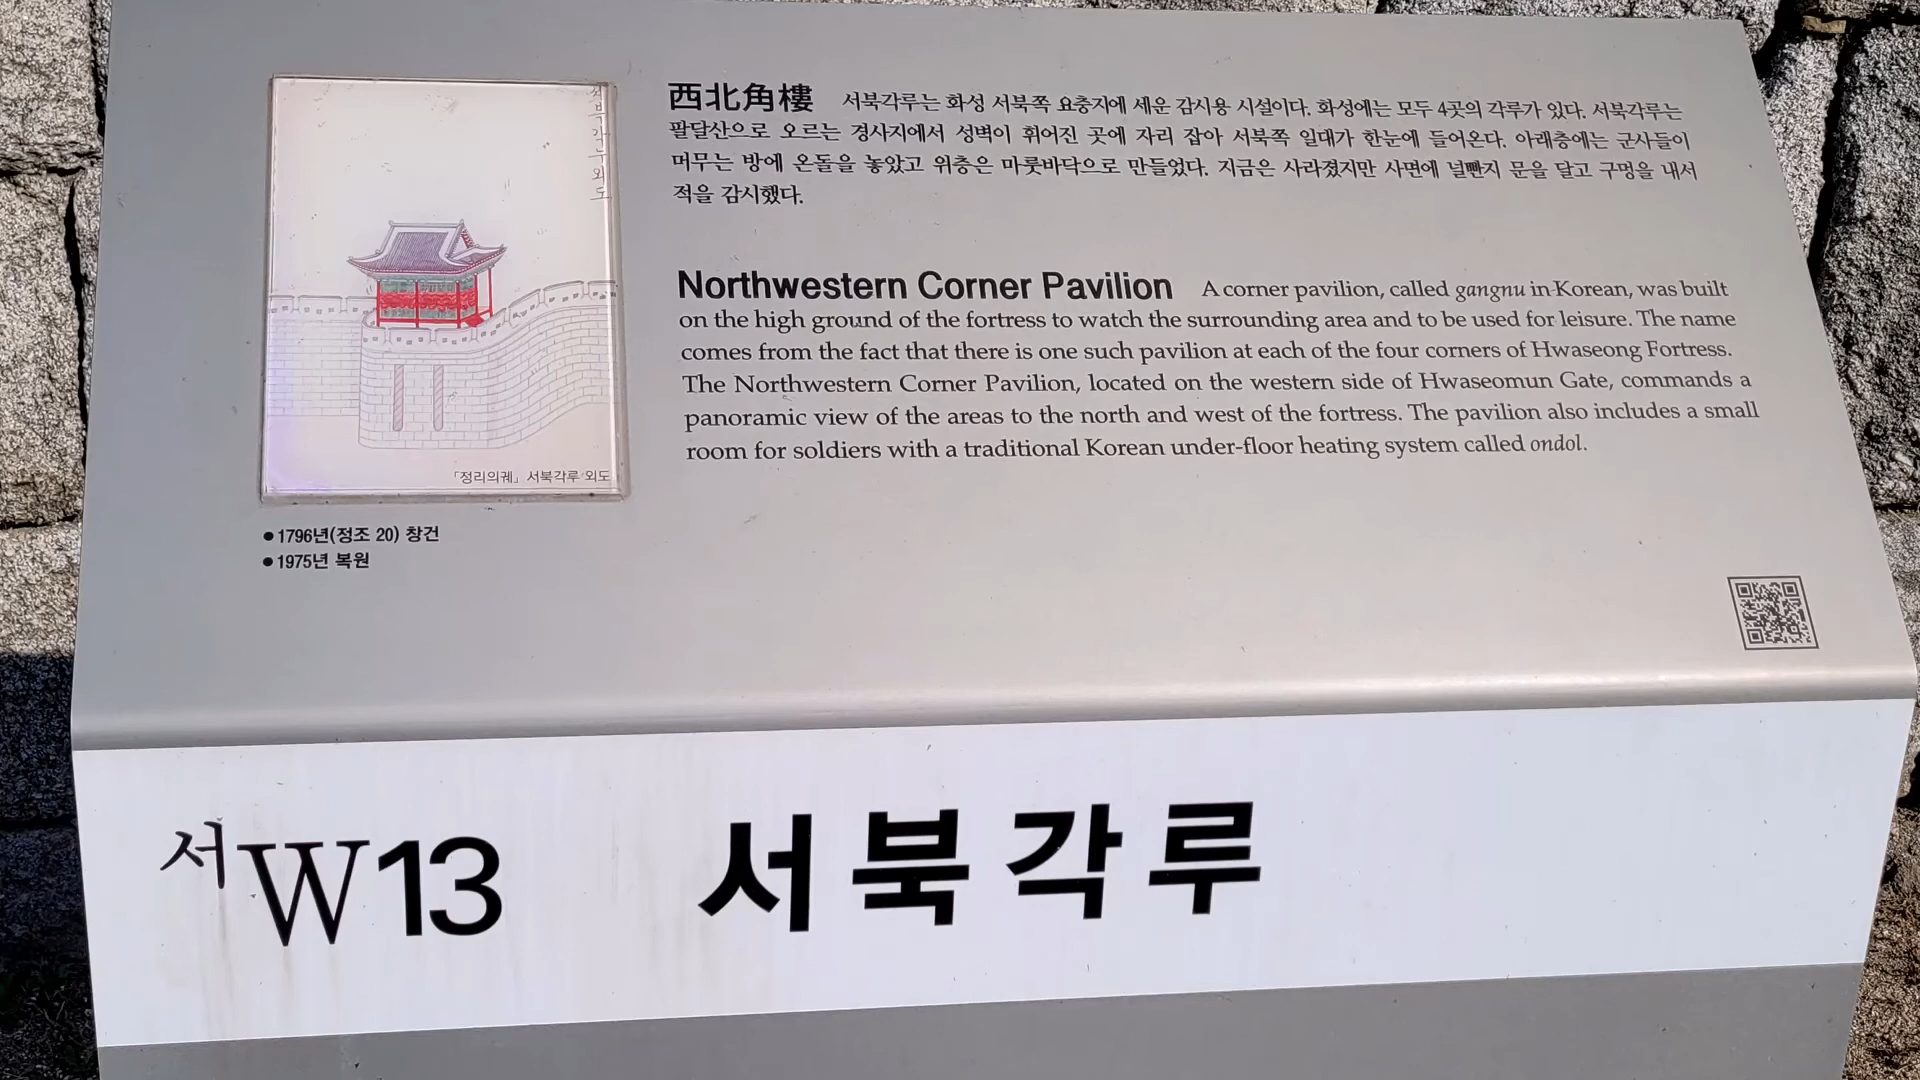 서북각누외도
「정리의궤」 서북각루 외도
● 1796년(정조 20) 창건
● 1975년 복원
西北角樓 서북각루는 화성 서북쪽 요충지에 세운 감시용 시설이다. 화성에는 모두 4곳의 각루가 있다. 서북각루는
팔달산으로 오르는 경사지에서 성벽이 휘어진 곳에 자리 잡아 서북쪽 일대가 한눈에 들어온다. 아래층에는 군사들이
머무는 방에 온돌을 놓았고 위층은 마룻바닥으로 만들었다. 지금은 사라졌지만 사면에 널빤지 문을 달고 구멍을 내서
적을 감시했다.
Northwestern Corner Pavilion A corner pavilion, called gangnu in Korean, was built
on the high ground of the fortress to watch the surrounding area and to be used for leisure. The name
comes from the fact that there is one such pavilion at each of the four corners of Hwaseong Fortress.
The Northwestern Corner Pavilion, located on the western side of Hwaseomun Gate, commands a
panoramic view of the areas to the north and west of the fortress. The pavilion also includes a small
room for soldiers with a traditional Korean under-floor heating system called ondol.
서W13 서북각루